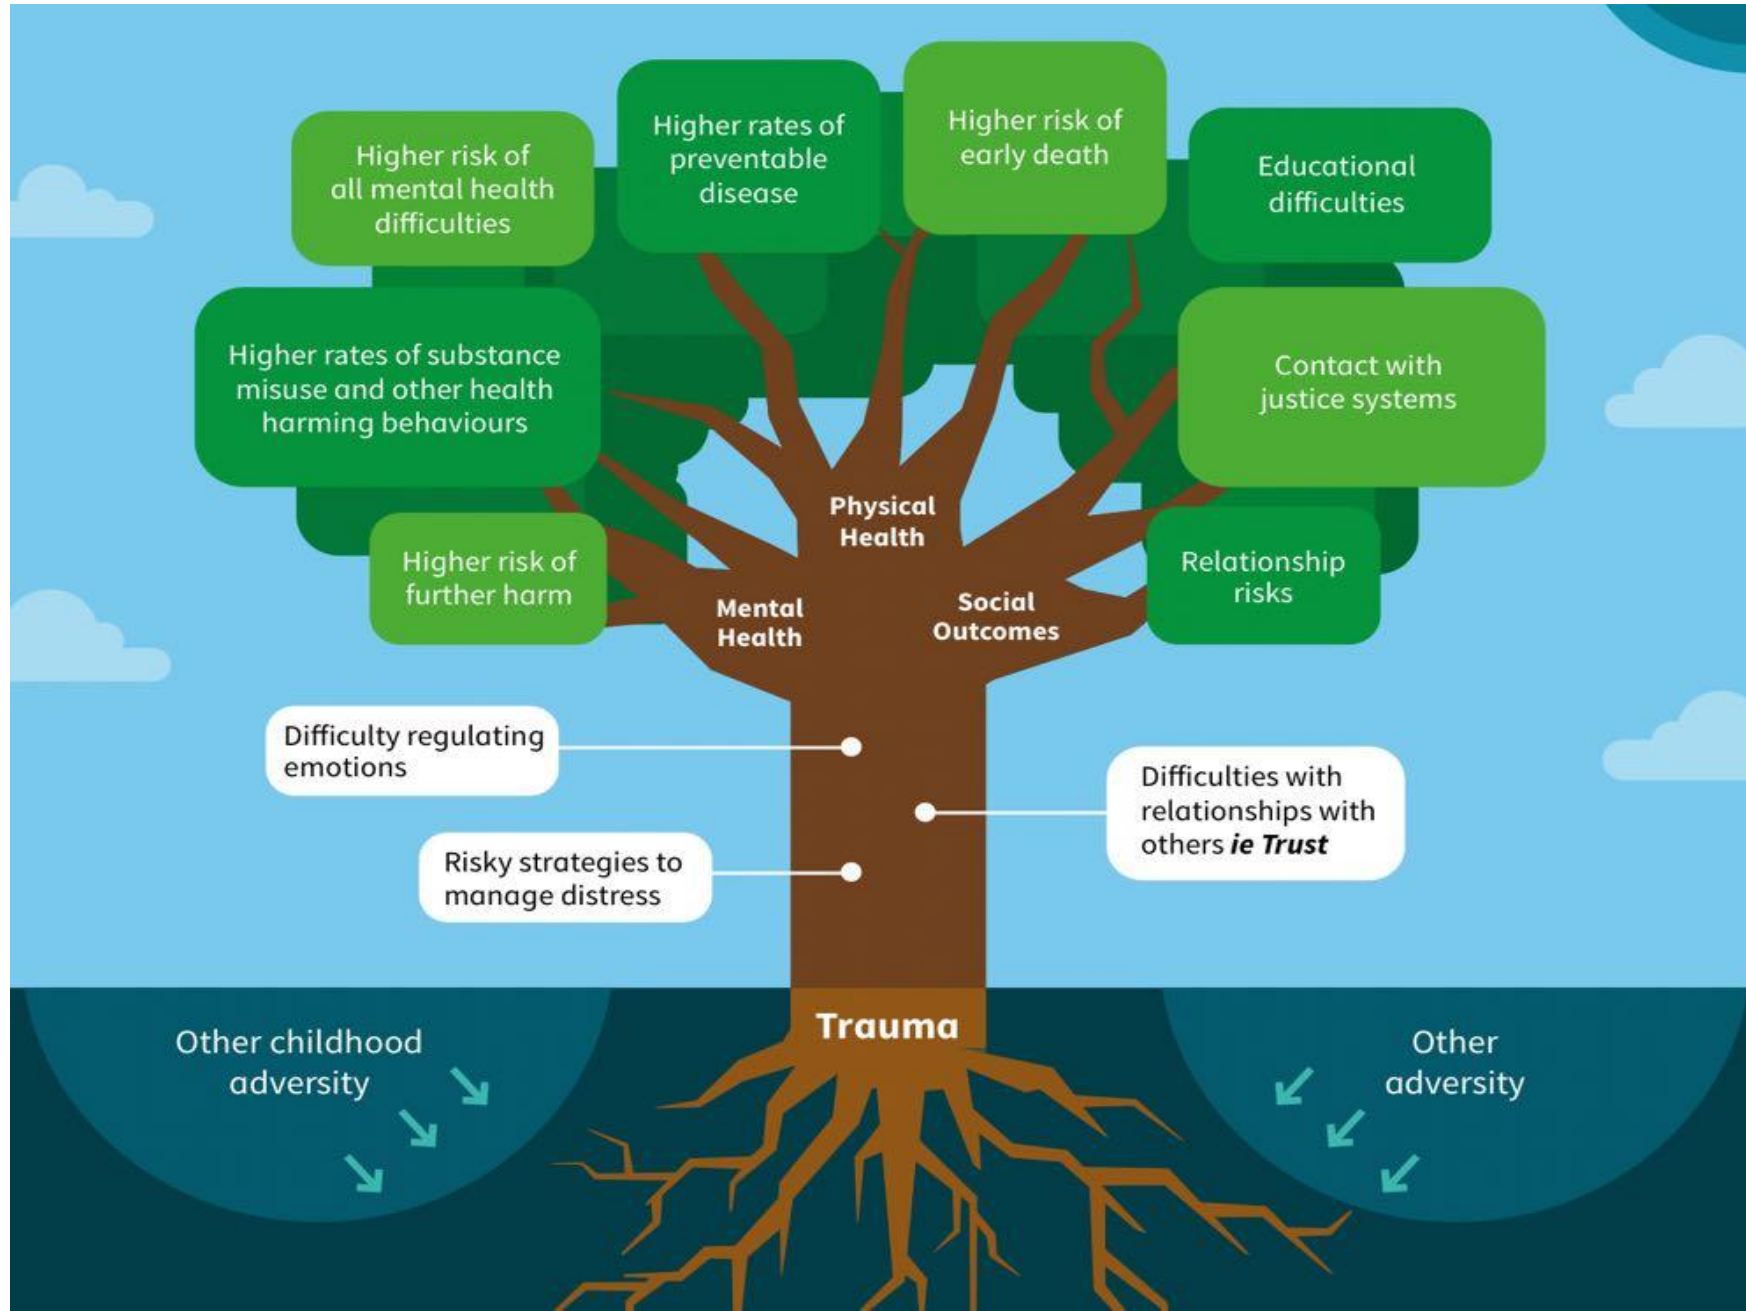 Higher risk of
all mental health
difficulties
Higher rates of
preventable
disease
Higher risk of
early death
Educational
difficulties
Higher rates of substance
misuse and other health
harming behaviours
Contact with
justice systems
Higher risk of
further harm
Physical
Health
Mental
Health
Social
Outcomes
Relationship
risks
Difficulty regulating
emotions
Difficulties with
relationships with
others ie Trust
Risky strategies to
manage distress
Trauma
Other childhood
adversity
Other
adversity